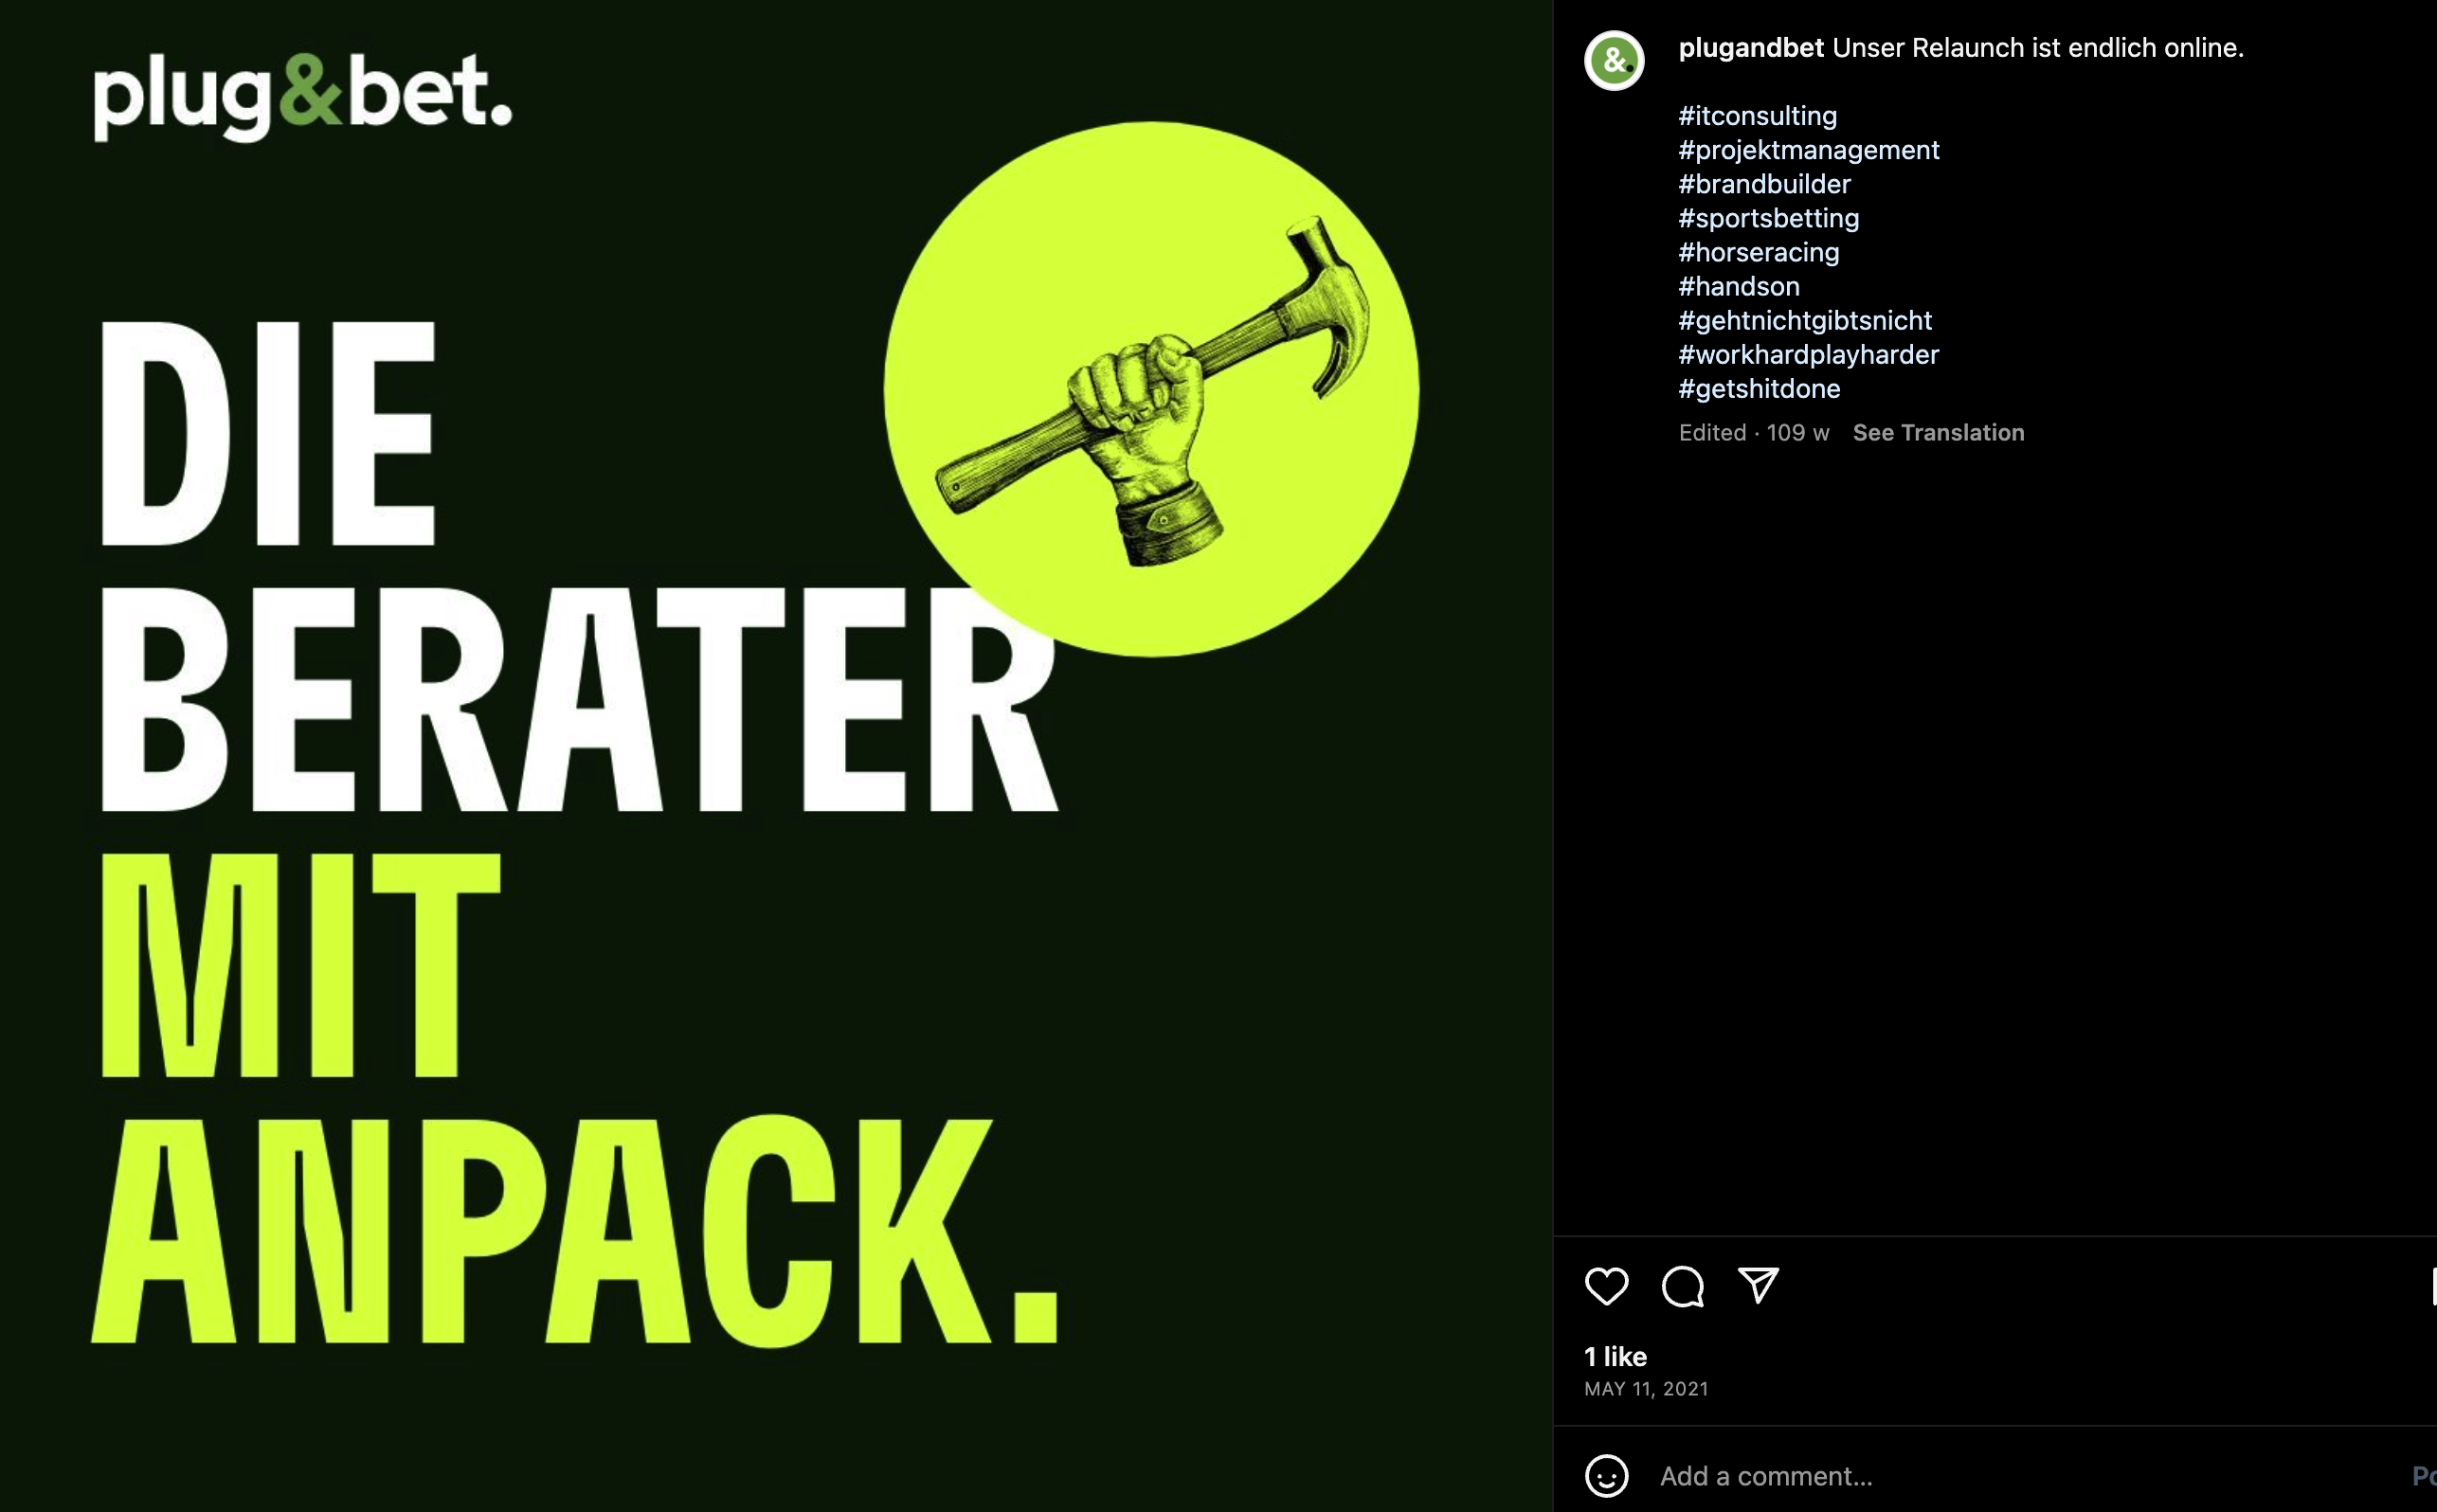 plug&bet.
DIE
BERATER
MIT
ANPACK.
&.
plugandbet Unser Relaunch ist endlich online.
#itconsulting
#projektmanagement
#brandbuilder
#sportsbetting
#horseracing
#handson
#gehtnichtgibtsnicht
#workhardplayharder
#getshitdone
Edited · 109 w See Translation
1 like
MAY 11, 2021
Add a comment...